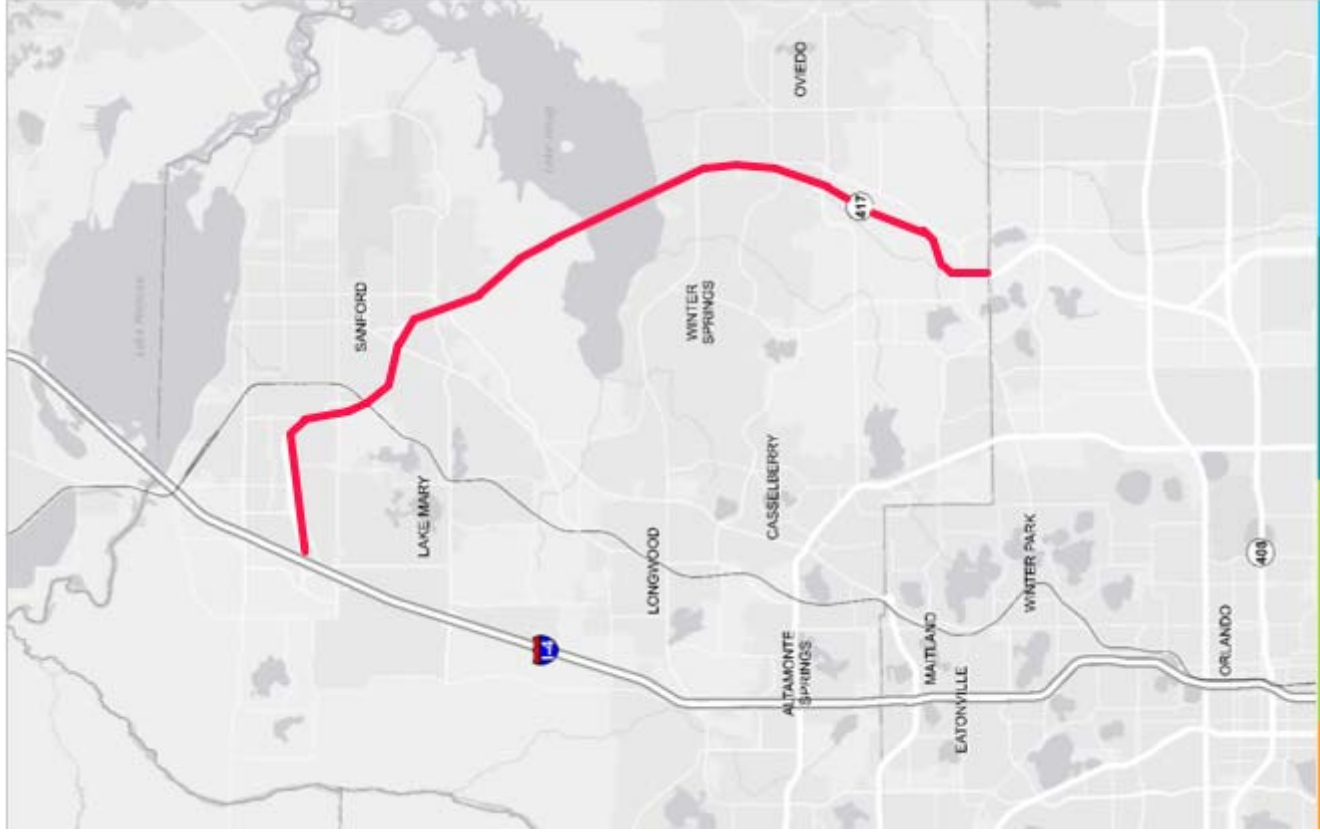 OVIEDO
SANFORD
417
WINTER
SPRINGS
LAKE MARY
CASSELBERRY
LONGWOOD
WINTER PARK
408
I-4
ALTAMONTE
SPRINGS
MAITLAND
EATONVILLE
ORLANDO